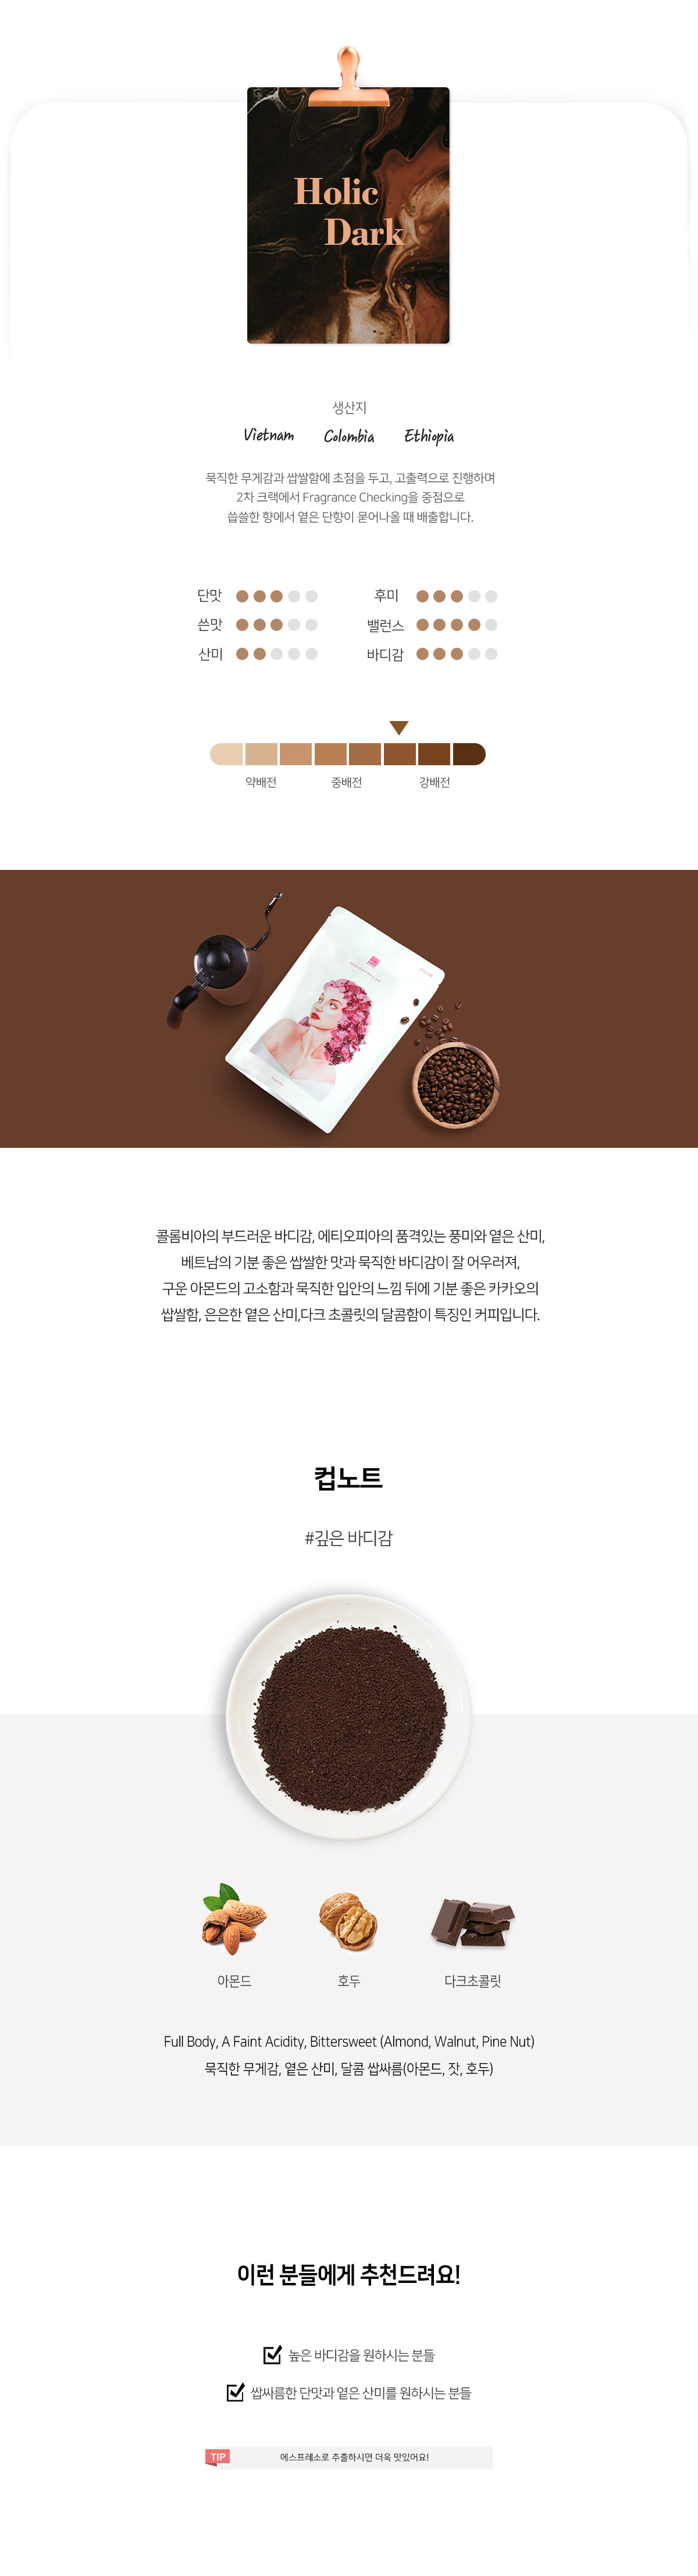 Holic
Dark
생산지
Vietnam Colombia Ethiopia
묵직한 무게감과 쌉쌀함에 초점을 두고, 고출력으로 진행하며
2차 크랙에서 Fragrance Checking을 중점으로
씁쓸한 향에서 옅은 단향이 묻어나올 때 배출합니다.
단맛 후미
쓴맛 밸런스
산미 바디감
약배전 중배전 강배전
콜롬비아의 부드러운 바디감, 에티오피아의 품격있는 풍미와 옅은 산미,
베트남의 기분 좋은 쌉쌀한 맛과 묵직한 바디감이 잘 어우러져,
구운 아몬드의 고소함과 묵직한 입안의 느낌 뒤에 기분 좋은 카카오의
쌉쌀함, 은은한 옅은 산미,다크 초콜릿의 달콤함이 특징인 커피입니다.
컵노트
#깊은 바디감
아몬드 호두 다크초콜릿
Full Body, A Faint Acidity, Bittersweet (Almond, Walnut, Pine Nut)
묵직한 무게감, 옅은 산미, 달콤 쌉싸름(아몬드, 잣, 호두)
이런 분들에게 추천드려요!
높은 바디감을 원하시는 분들
쌉싸름한 단맛과 옅은 산미를 원하시는 분들
TIP 에스프레소로 추출하시면 더욱 맛있어요!